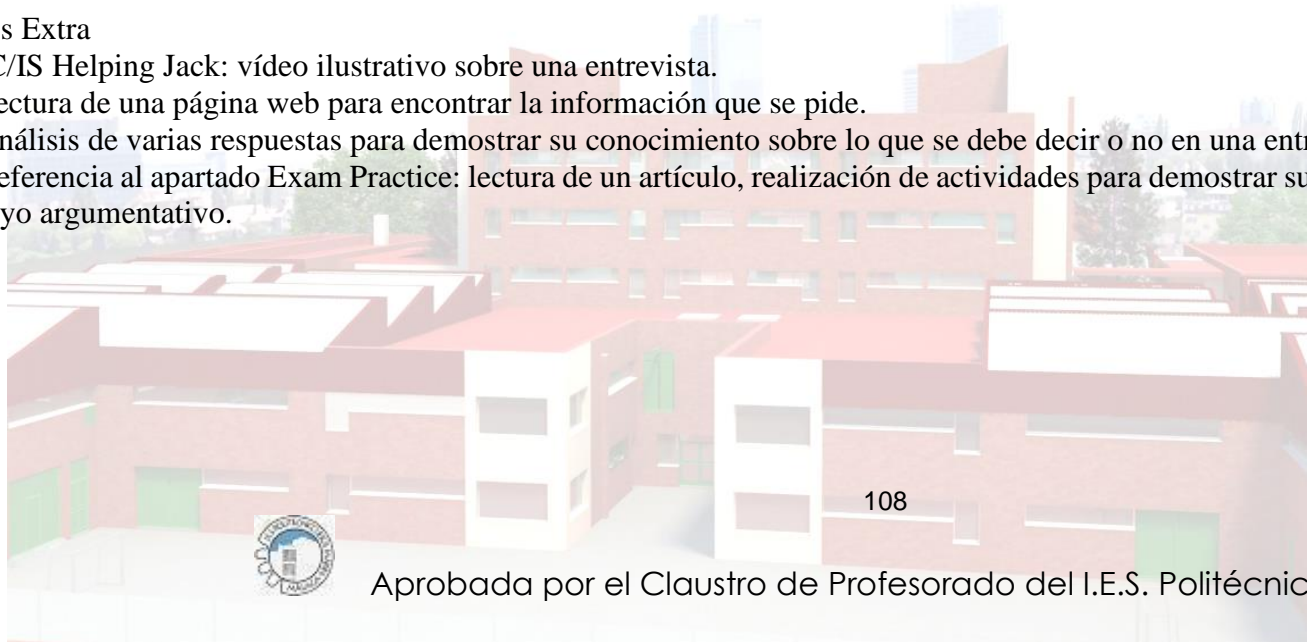 s Extra
C/IS Helping Jack: vídeo ilustrativo sobre una entrevista.
ectura de una página web para encontrar la información que se pide.
nálisis de varias respuestas para demostrar su conocimiento sobre lo que se debe decir o no en una entr
eferencia al apartado Exam Practice: lectura de un artículo, realización de actividades para demostrar su
yo argumentativo.
108
Aprobada por el Claustro de Profesorado del I.E.S. Politécnic